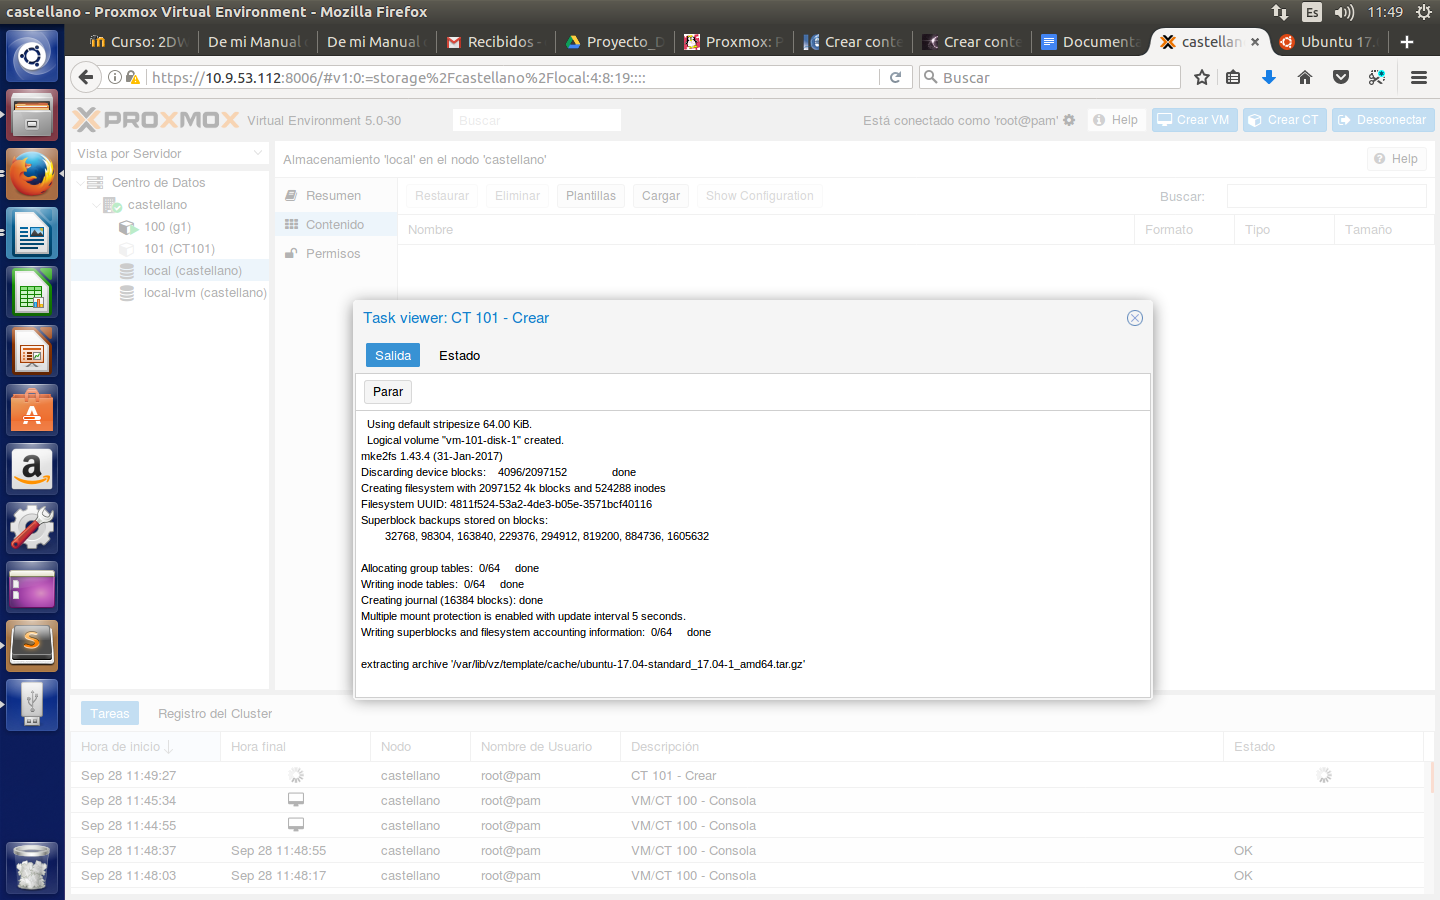 castellano - Proxmox Virtual Environment - Mozilla Firefox
Es
11:49
Curso: 2DW
De mi Manual
De mi Manual
Recibidos -
Proyecto_D
Proxmox: P
Crear conte
Crear conte
Documenta
castellan
Ubuntu 17.
https://10.9.53.112:8006/#v1:0:=storage%2Fcastellano%2Flocal:4:8:19::::
Buscar
PROXMOX
Virtual Environment 5.0-30
Buscar
Está conectado como 'root@pam'
Help
Crear VM
Crear CT
Desconectar
Vista por Servidor
Almacenamiento 'local' en el nodo 'castellano'
Help
Centro de Datos
castellano
100 (g1)
101 (CT101)
local (castellano)
local-lvm (castellano)
Resumen
Contenido
Permisos
Restaurar
Eliminar
Plantillas
Cargar
Show Configuration
Buscar:
Nombre
Formato
Tipo
Tamaño
Task viewer: CT 101 - Crear
Salida
Estado
Parar
Using default stripesize 64.00 KiB.
Logical volume "vm-101-disk-1" created.
mke2fs 1.43.4 (31-Jan-2017)
Discarding device blocks: 4096/2097152 done
Creating filesystem with 2097152 4k blocks and 524288 inodes
Filesystem UUID: 4811f524-53a2-4de3-b05e-3571bcf40116
Superblock backups stored on blocks:
32768, 98304, 163840, 229376, 294912, 819200, 884736, 1605632
Allocating group tables: 0/64 done
Writing inode tables: 0/64 done
Creating journal (16384 blocks): done
Multiple mount protection is enabled with update interval 5 seconds.
Writing superblocks and filesystem accounting information: 0/64 done
extracting archive '/var/lib/vz/template/cache/ubuntu-17.04-standard_17.04-1_amd64.tar.gz'
Tareas
Registro del Cluster
Hora de inicio
Hora final
Nodo
Nombre de Usuario
Descripción
Estado
Sep 28 11:49:27 castellano root@pam CT 101 - Crear
Sep 28 11:45:34 castellano root@pam VM/CT 100 - Consola
Sep 28 11:44:55 castellano root@pam VM/CT 100 - Consola
Sep 28 11:48:37 Sep 28 11:48:55 castellano root@pam VM/CT 100 - Consola OK
Sep 28 11:48:03 Sep 28 11:48:17 castellano root@pam VM/CT 100 - Consola OK